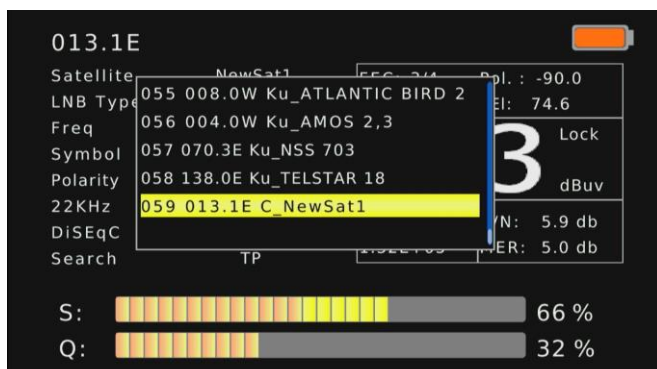 013.1E
Satellite NewSat1
LNB Type
Freq
Symbol
Polarity
22KHz
DiSEqC
Search TP
055 008.0W Ku_ATLANTIC BIRD 2
056 004.0W Ku_AMOS 2,3
057 070.3E Ku_NSS 703
058 138.0E Ku_TELSTAR 18
059 013.1E C_NewSat1
Pol. : -90.0
El: 74.6
3
Lock
dBuv
5.9 db
5.0 db
S: 66 %
Q: 32 %